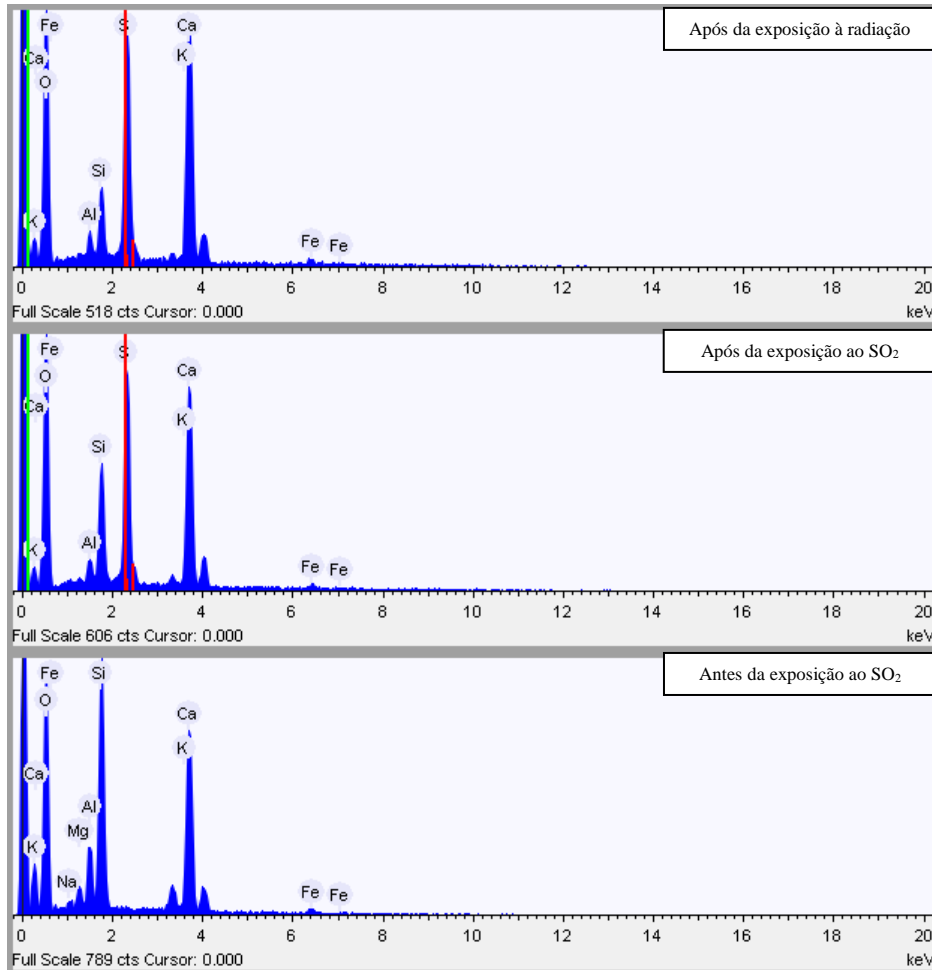 Após da exposição à radiação
Fe
S
Ca
Ca
K
O
Si
K
Al
Fe
Fe
0 2 4 6 8 10 12 14 16 18 20
Full Scale 518 cts Cursor: 0.000
keV
Após da exposição ao SO₂
Fe
S
O
Ca
Ca
K
Si
K
Al
Fe
Fe
0 2 4 6 8 10 12 14 16 18 20
Full Scale 606 cts Cursor: 0.000
keV
Antes da exposição ao SO₂
Fe
Si
O
Ca
K
Ca
Al
Mg
K
Na
Fe
Fe
0 2 4 6 8 10 12 14 16 18 20
Full Scale 789 cts Cursor: 0.000
keV